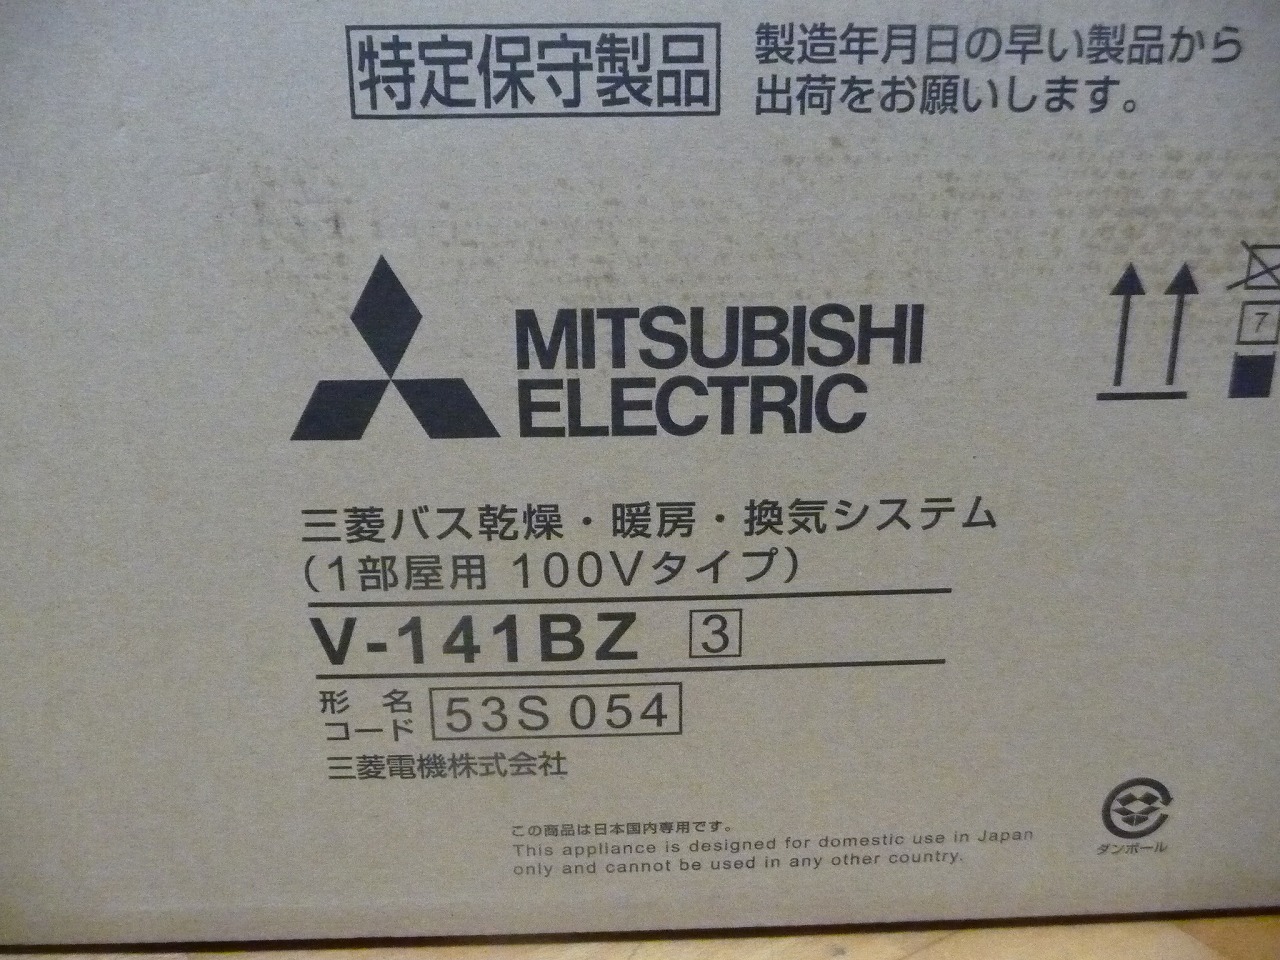 特定保守製品
製造年月日の早い製品から
出荷をお願いします。
MITSUBISHI
ELECTRIC
7
三菱バス乾燥・暖房・換気システム
(1部屋用 100Vタイプ)
V-141BZ 3
形 名
コード
53S 054
三菱電機株式会社
この商品は日本国内専用です。
This appliance is designed for domestic use in Japan
only and cannot be used in any other country.
ダンボール